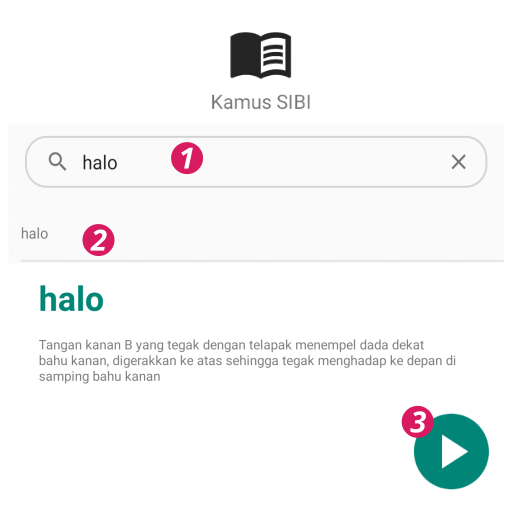 Kamus SIBI
halo
1
halo
2
halo
Tangan kanan B yang tegak dengan telapak menempel dada dekat
bahu kanan, digerakkan ke atas sehingga tegak menghadap ke depan di
samping bahu kanan
3